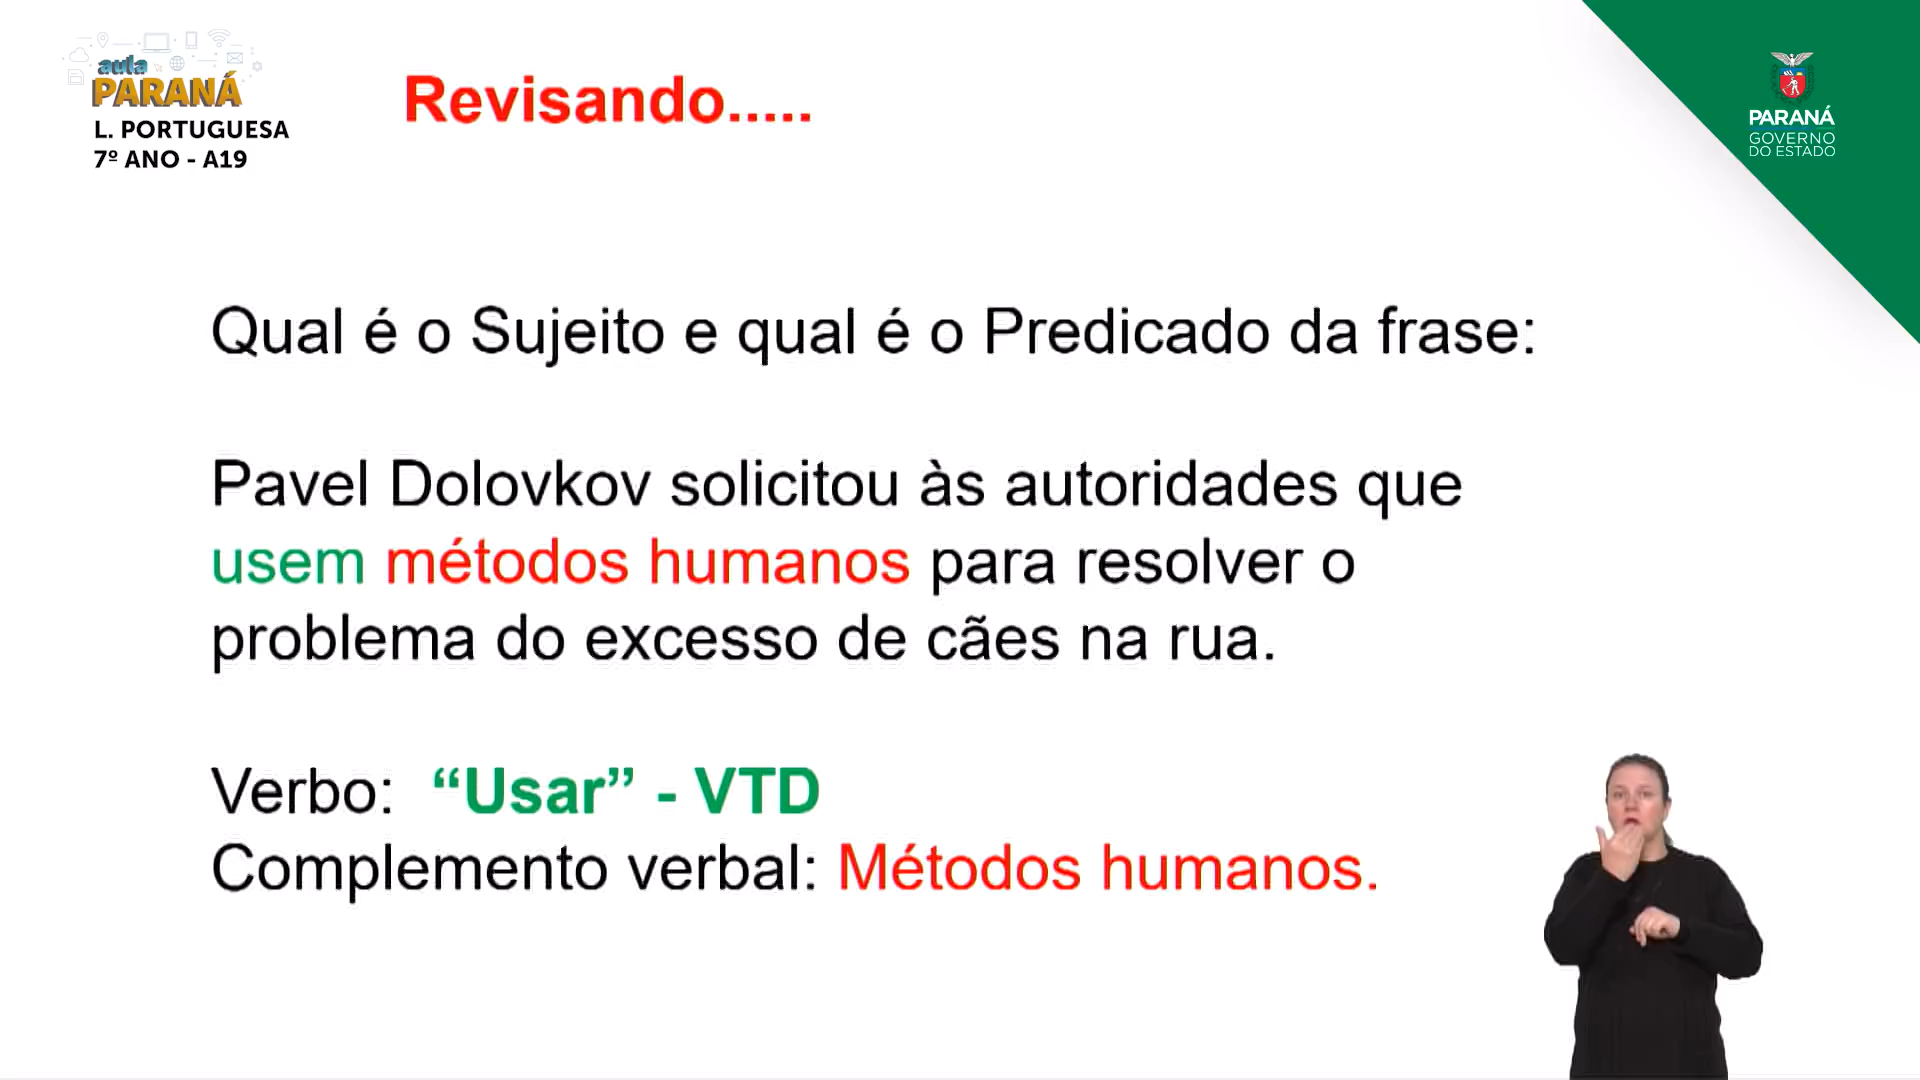 aula
PARANÁ
L. PORTUGUESA
7º ANO - A19
Revisando.....
PARANÁ
GOVERNO
DO ESTADO
Qual é o Sujeito e qual é o Predicado da frase:
Pavel Dolovkov solicitou às autoridades que
usem métodos humanos para resolver o
problema do excesso de cães na rua.
Verbo: “Usar” - VTD
Complemento verbal: Métodos humanos.